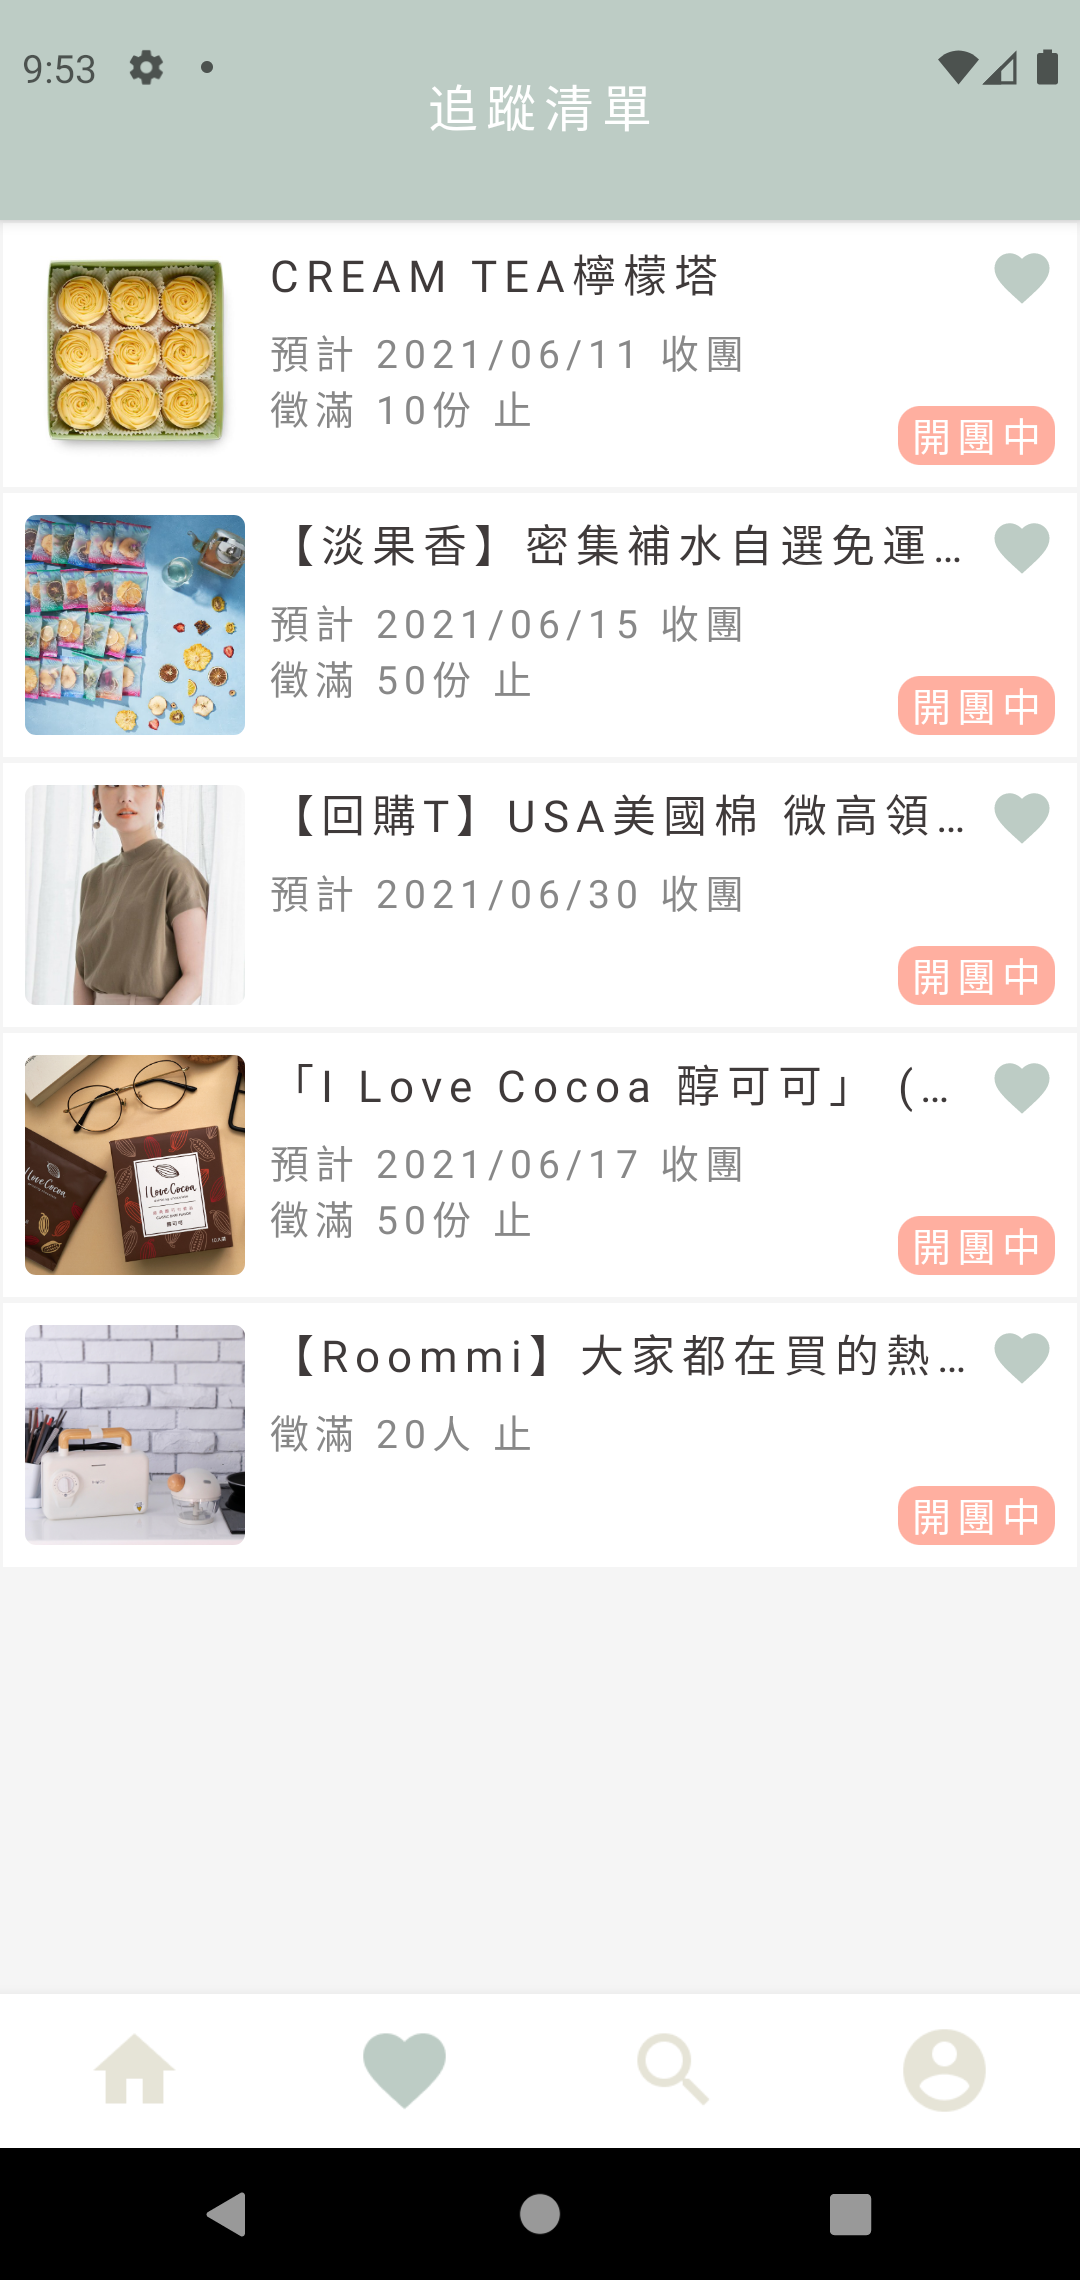 9:53
追蹤清單
CREAM TEA檸檬塔
預計 2021/06/11 收團
徵滿 10份 止
開團中
【淡果香】密集補水自選免運...
預計 2021/06/15 收團
徵滿 50份 止
開團中
【回購T】USA美國棉 微高領...
預計 2021/06/30 收團
開團中
「I Love Cocoa 醇可可」 (...
預計 2021/06/17 收團
徵滿 50份 止
開團中
I Love Cocoa
I Love Cocoa
【Roommi】大家都在買的熱...
徵滿 20人 止
開團中